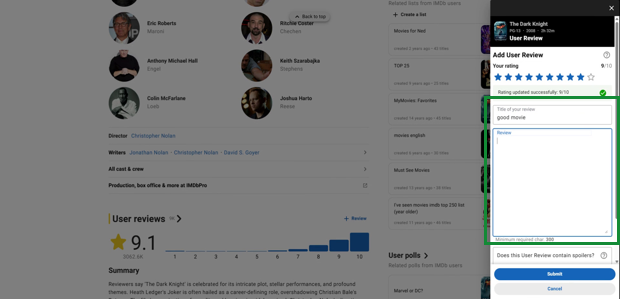 Eric Roberts
Maroni
Ritchie Coster
Chechen
Back to top
Anthony Michael Hall
Engel
Keith Szarabajka
Stephens
Colin McFarlane
Loeb
Joshua Harto
Reese
Director Christopher Nolan
Writers Jonathan Nolan · Christopher Nolan · David S. Goyer
All cast & crew
Production, box office & more at IMDbPro
User reviews
+ Review
9.1
1 2 3 4 5 6 7 8 9 10
Summary
Reviewers say 'The Dark Knight' is celebrated for its intricate plot, stellar performances, and profound
themes. Heath Ledger's Joker is often hailed as a career-defining role, overshadowing Christian Bale's
Related lists from IMDb users
+ Create a list
Movies for Ned
TOP 25
MyMovies: Favorites
movies english
Must See Movies
I've seen movies imdb top 250 list
(year older)
User polls
Related polls from IMDb users
Marvel or DC?
The Dark Knight
PG-13 · 2008 · 2h 32m
User Review
Add User Review
Your rating
9/10
Rating updated successfully: 9/10
Title of your review
good movie
Review
Minimum required char: 300
Does this User Review contain spoilers?
Submit
Cancel